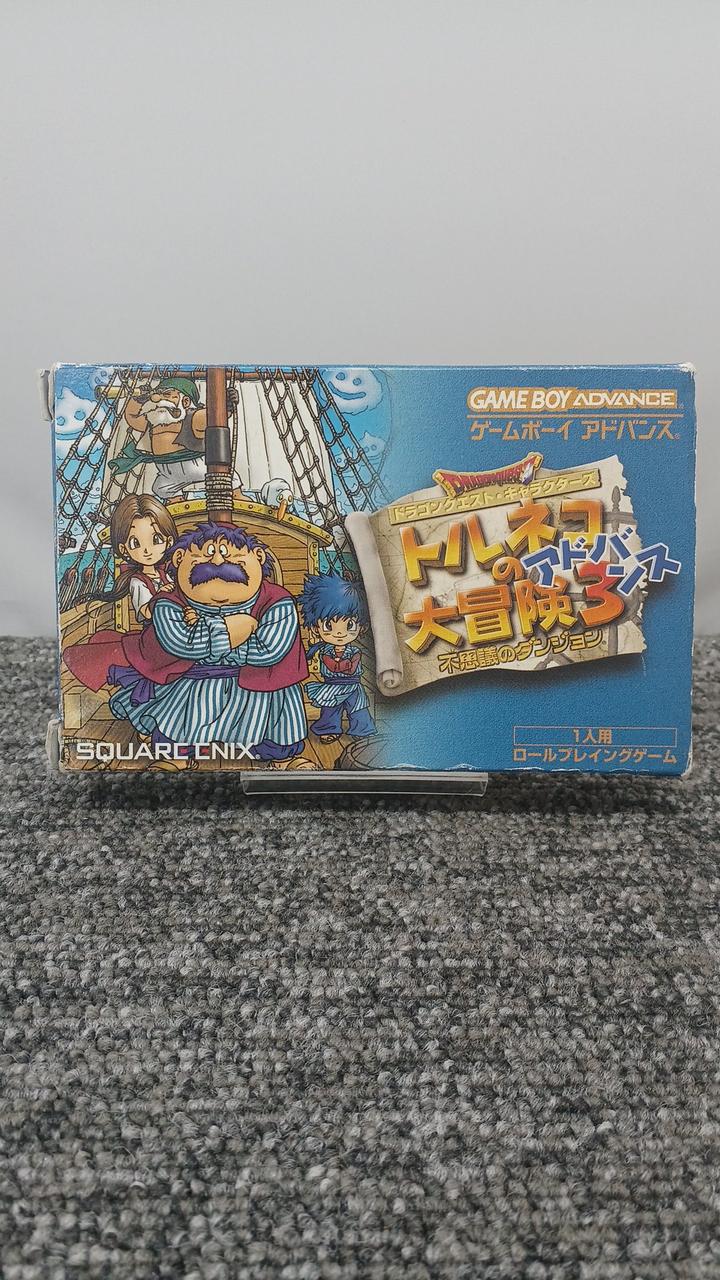 GAME BOY ADVANCE
ゲームボーイ アドバンス
DRAGON QUEST
ドラゴンクエスト・キャラクターズ
トルネコ
の
大冒険3
アドバンス
不思議のダンジョン
1人用
ロールプレイングゲーム
SQUARE ENIX